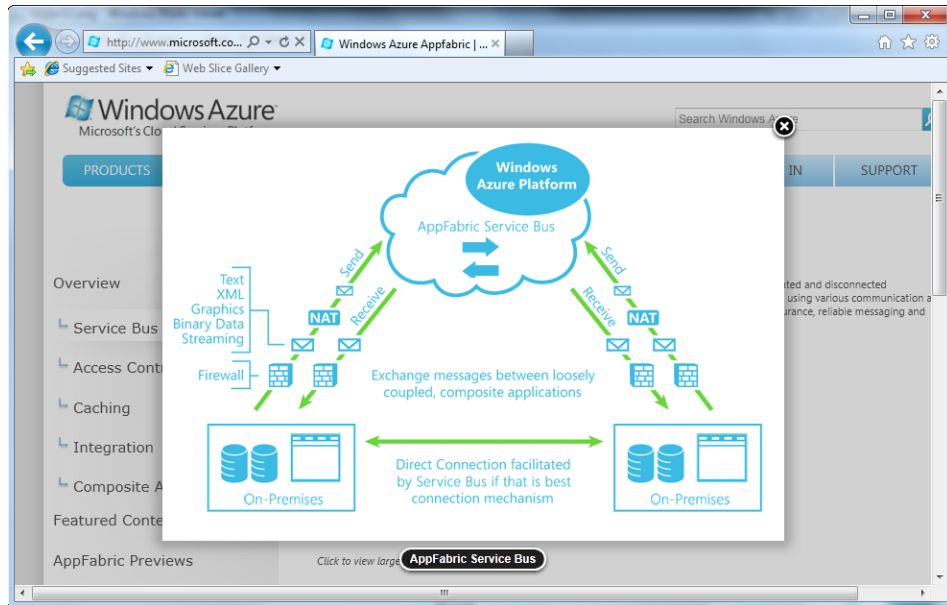 http://www.microsoft.co...
Windows Azure Appfabric | ...
Suggested Sites
Web Slice Gallery
Windows Azure
Microsoft's Clo
Search Windows A
PRODUCTS
IN
SUPPORT
Overview
Service Bus
Access Cont
Caching
Integration
Composite A
Featured Conte
AppFabric Previews
Windows
Azure Platform
AppFabric Service Bus
Send
Receive
NAT
Text
XML
Graphics
Binary Data
Streaming
Firewall
Send
Receive
NAT
Exchange messages between loosely
coupled, composite applications
Direct Connection facilitated
by Service Bus if that is best
connection mechanism
On-Premises
On-Premises
ted and disconnected
using various communication a
urance, reliable messaging and
Click to view large
AppFabric Service Bus